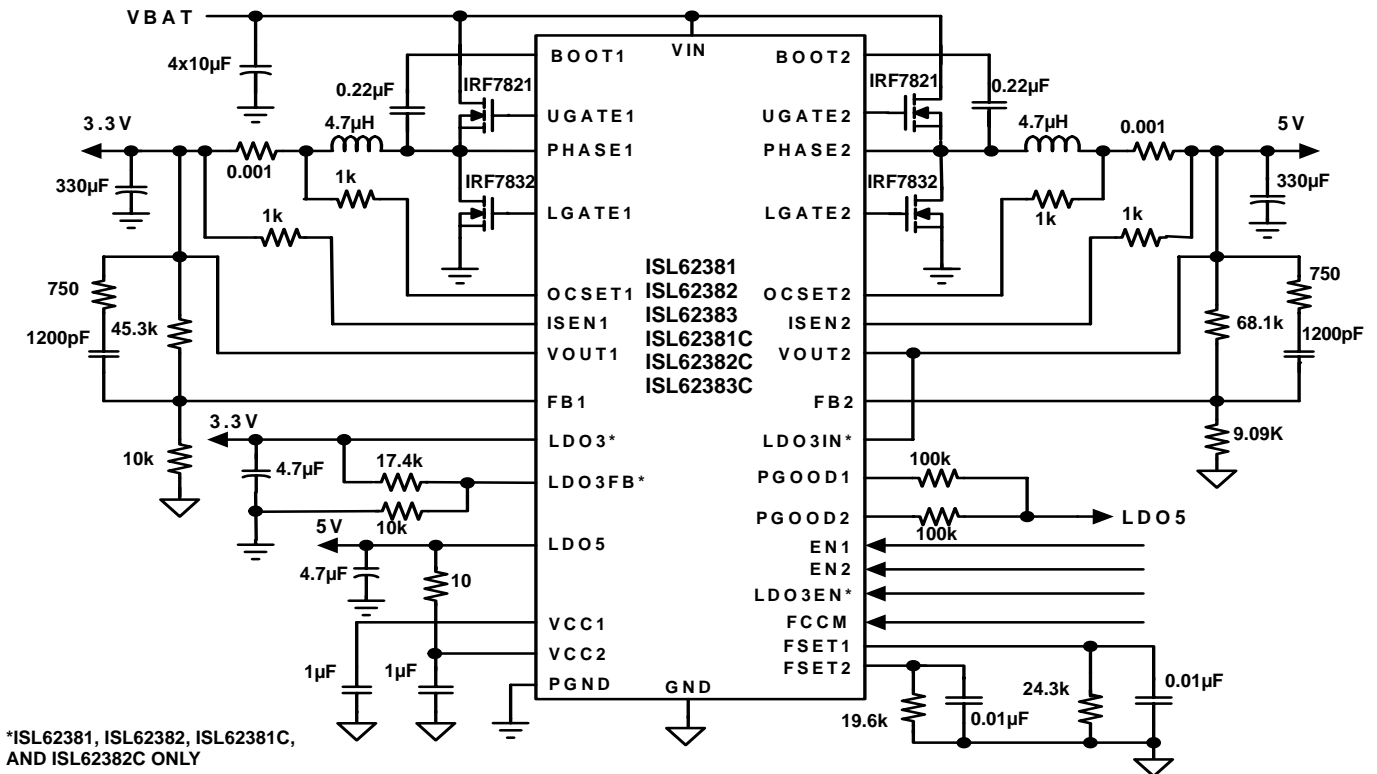 VBAT
VIN
4x10µF
BOOT1
BOOT2
0.22µF
IRF7821
IRF7821
0.22µF
UGATE1
UGATE2
3.3V
4.7µH
4.7µH
0.001
5V
PHASE1
PHASE2
0.001
330µF
1k
IRF7832
IRF7832
1k
330µF
LGATE1
LGATE2
1k
1k
ISL62381
ISL62382
ISL62383
ISL62381C
ISL62382C
ISL62383C
750
OCSET1
OCSET2
750
1200pF
45.3k
ISEN1
ISEN2
68.1k
1200pF
VOUT1
VOUT2
FB1
FB2
3.3V
LDO3*
LDO3IN*
9.09K
10k
4.7µF
17.4k
LDO3FB*
PGOOD1
100k
10k
PGOOD2
100k
LDO5
5V
LDO5
EN1
4.7µF
10
EN2
LDO3EN*
VCC1
FCCM
1µF
1µF
VCC2
FSET1
FSET2
PGND
GND
19.6k
0.01µF
24.3k
0.01µF
*ISL62381, ISL62382, ISL62381C,
AND ISL62382C ONLY